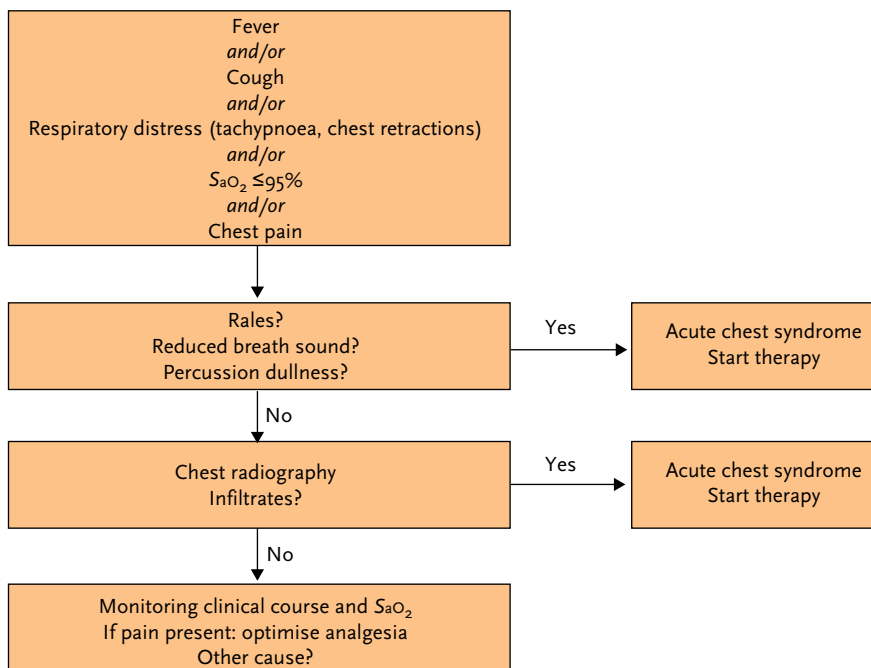 Fever
and/or
Cough
and/or
Respiratory distress (tachypnoea, chest retractions)
and/or
SaO₂ ≤95%
and/or
Chest pain
Rales?
Reduced breath sound?
Percussion dullness?
Yes
Acute chest syndrome
Start therapy
No
Chest radiography
Infiltrates?
Yes
Acute chest syndrome
Start therapy
No
Monitoring clinical course and SaO₂
If pain present: optimise analgesia
Other cause?